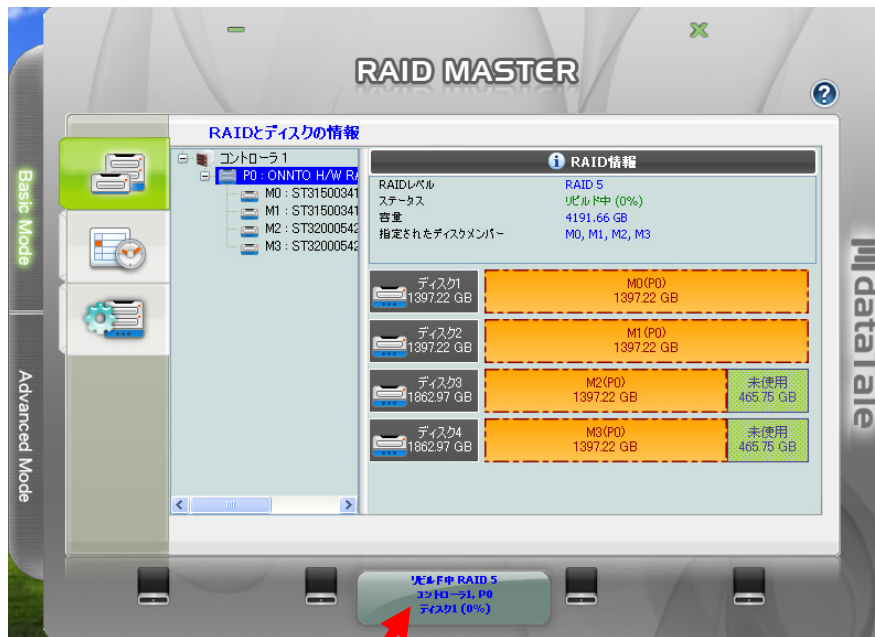 RAID MASTER
RAIDとディスクの情報
Basic Mode
Advanced Mode
コントローラ 1
P0 : ONNTO H/W RA
M0 : ST31500341
M1 : ST31500341
M2 : ST32000542
M3 : ST32000542
RAID情報
RAIDレベル RAID 5
ステータス リビルド中 (0%)
容量 4191.66 GB
指定されたディスクメンバー M0, M1, M2, M3
ディスク1
1397.22 GB
M0(P0)
1397.22 GB
ディスク2
1397.22 GB
M1(P0)
1397.22 GB
ディスク3
1862.97 GB
M2(P0)
1397.22 GB
未使用
465.75 GB
ディスク4
1862.97 GB
M3(P0)
1397.22 GB
未使用
465.75 GB
dataTale
リビルド中 RAID 5
コントローラ1, P0
ディスク1 (0%)